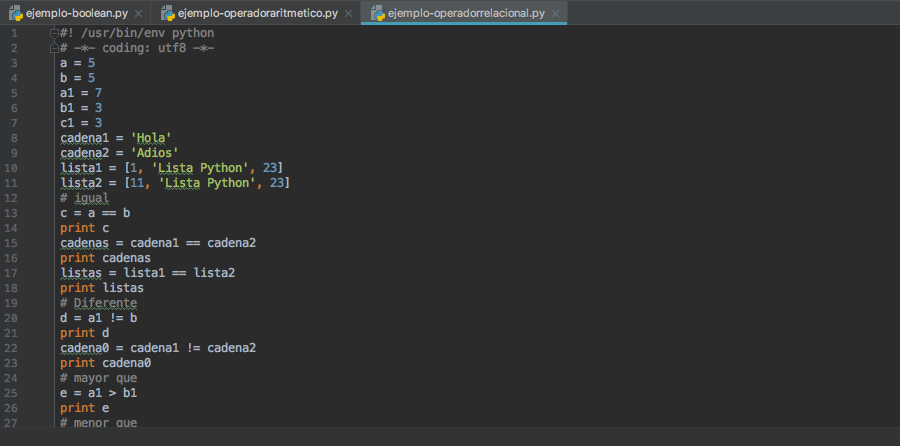 ejemplo-boolean.py ejemplo-operadoraritmetico.py ejemplo-operadorrelacional.py
1 #! /usr/bin/env python
2 # -*- coding: utf8 -*-
3 a = 5
4 b = 5
5 a1 = 7
6 b1 = 3
7 c1 = 3
8 cadena1 = 'Hola'
9 cadena2 = 'Adios'
10 lista1 = [1, 'Lista Python', 23]
11 lista2 = [11, 'Lista Python', 23]
12 # igual
13 c = a == b
14 print c
15 cadenas = cadena1 == cadena2
16 print cadenas
17 listas = lista1 == lista2
18 print listas
19 # Diferente
20 d = a1 != b
21 print d
22 cadena0 = cadena1 != cadena2
23 print cadena0
24 # mayor que
25 e = a1 > b1
26 print e
27 # menor que